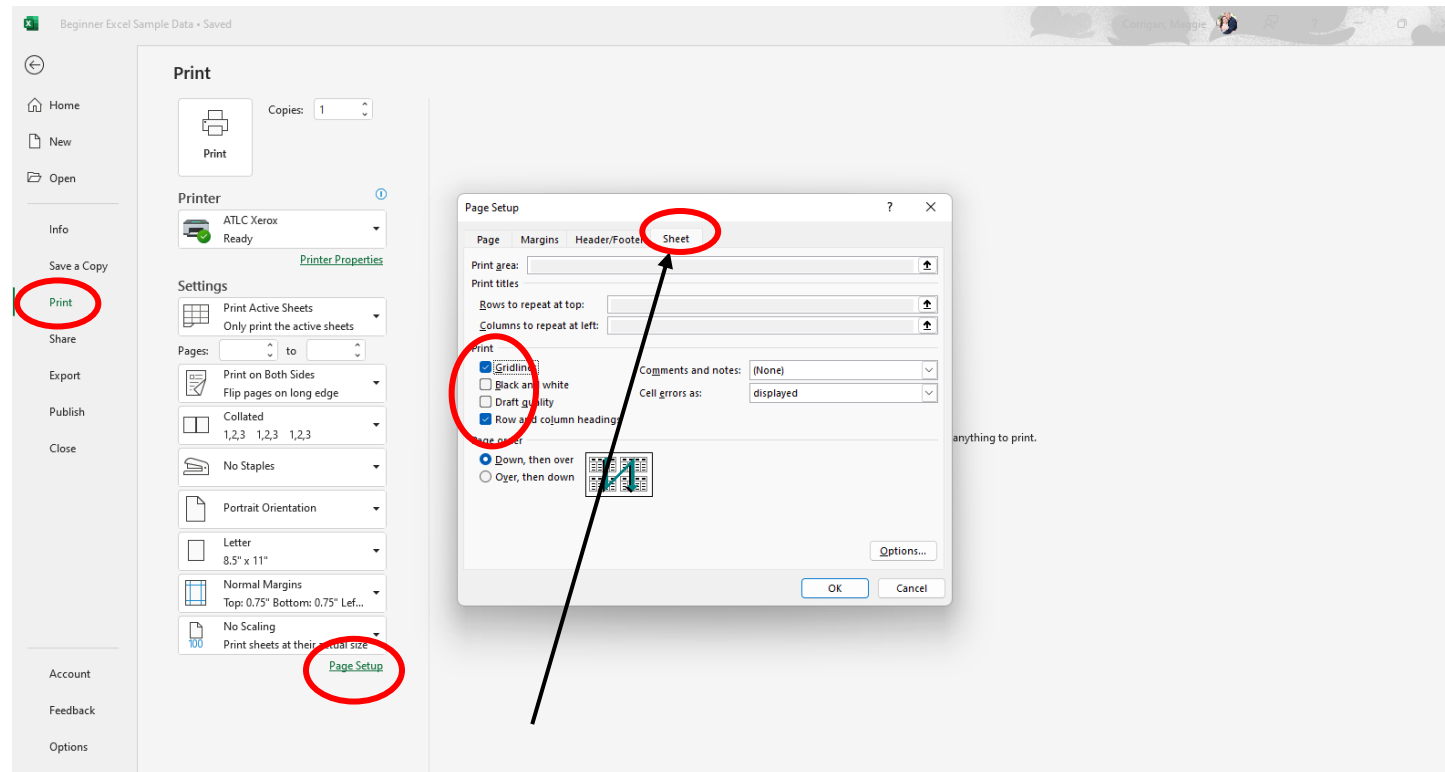 Beginner Excel Sample Data • Saved
Corrigan, Maggie
?
Print
Home
New
Open
Info
Save a Copy
Print
Share
Export
Publish
Close
Account
Feedback
Options
Print
Copies: 1
Printer
ATLC Xerox
Ready
Printer Properties
Settings
Print Active Sheets
Only print the active sheets
Pages: to
Print on Both Sides
Flip pages on long edge
Collated
1,2,3 1,2,3 1,2,3
No Staples
Portrait Orientation
Letter
8.5" x 11"
Normal Margins
Top: 0.75" Bottom: 0.75" Lef...
No Scaling
100
Print sheets at their actual size
Page Setup
Page Setup
?
Page Margins Header/Footer Sheet
Print area:
Print titles
Rows to repeat at top:
Columns to repeat at left:
Print
Gridlines
Black and white
Draft quality
Row and column headings
Comments and notes: (None)
Cell errors as: displayed
Page order
Down, then over
Over, then down
Options...
OK Cancel
anything to print.